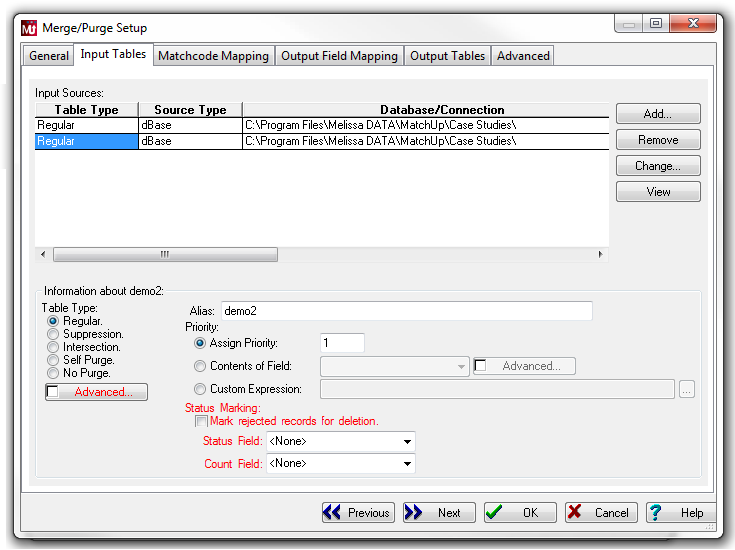 Merge/Purge Setup
General Input Tables Matchcode Mapping Output Field Mapping Output Tables Advanced
Input Sources:
Table Type Source Type Database/Connection
Regular dBase C:\Program Files\Melissa DATA\MatchUp\Case Studies\
Regular dBase C:\Program Files\Melissa DATA\MatchUp\Case Studies\
Add...
Remove
Change...
View
Information about demo2:
Table Type:
Regular.
Suppression.
Intersection.
Self Purge.
No Purge.
Advanced...
Alias: demo2
Priority:
Assign Priority: 1
Contents of Field: Advanced...
Custom Expression: ...
Status Marking:
Mark rejected records for deletion.
Status Field: <None>
Count Field: <None>
Previous Next OK Cancel ? Help